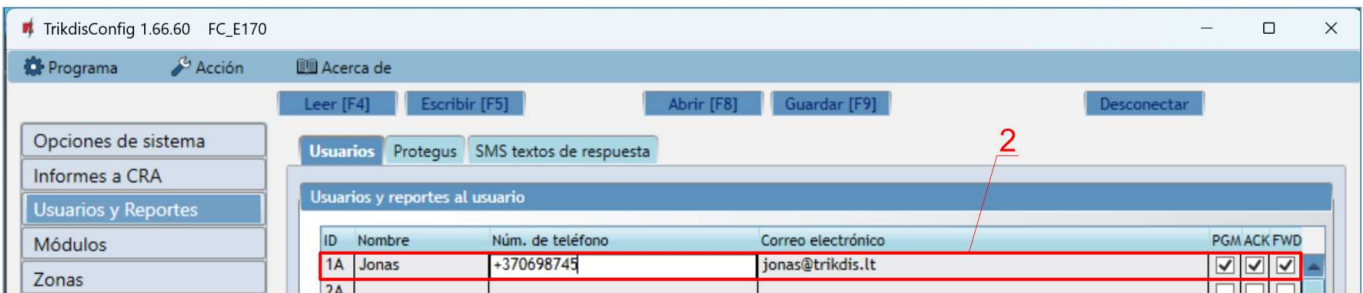 TrikdisConfig 1.66.60 FC_E170
Programa Acción Acerca de
Leer [F4] Escribir [F5] Abrir [F8] Guardar [F9] Desconectar
Opciones de sistema
Informes a CRA
Usuarios y Reportes
Módulos
Zonas
Usuarios Protegus SMS textos de respuesta
2
Usuarios y reportes al usuario
ID Nombre Núm. de teléfono Correo electrónico PGM ACK FWD
1A Jonas +370698745 jonas@trikdis.lt
2A